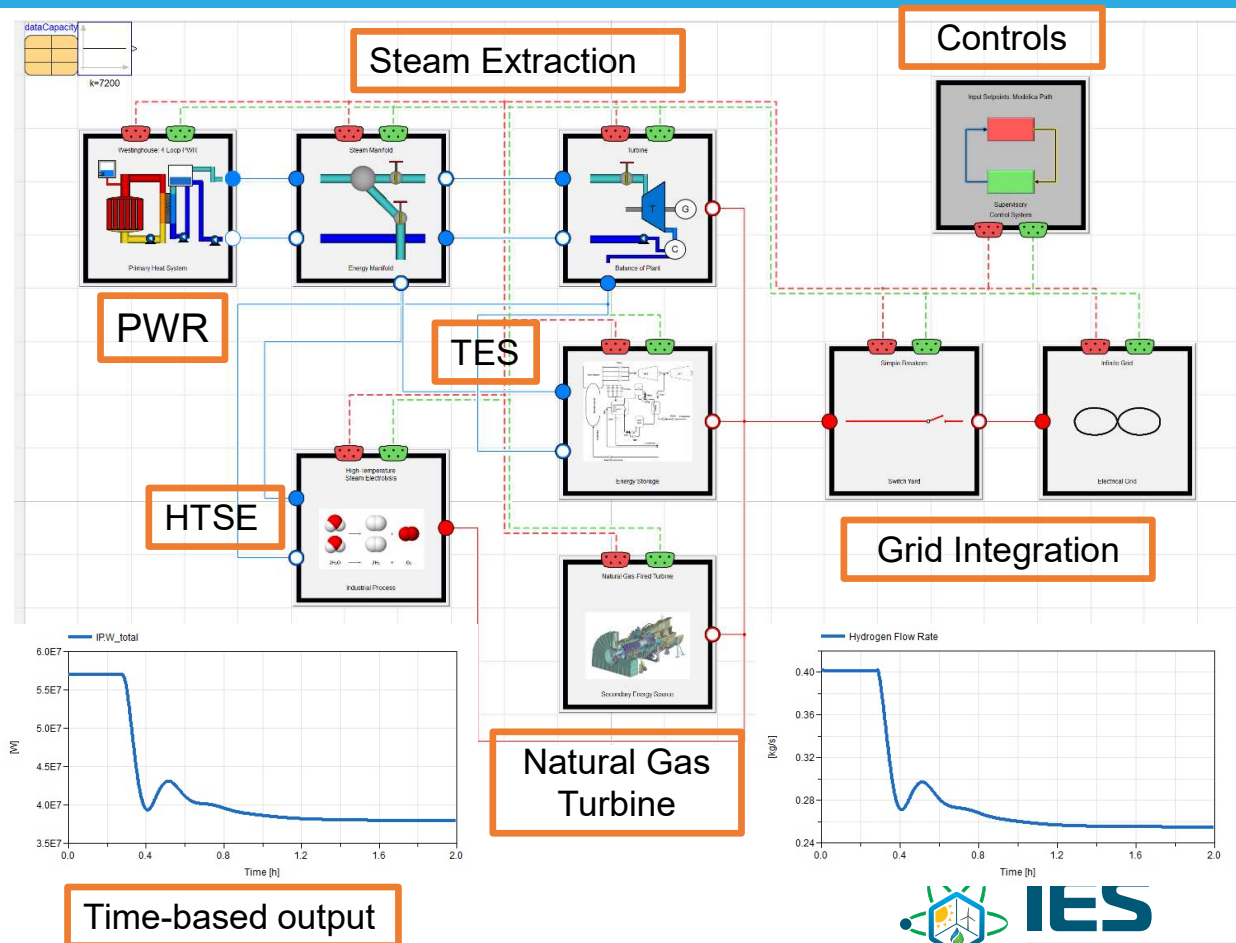 dataCapacity
k=7200
Steam Extraction
Controls
Input Setpoints, Modelica Path
Supervisory
Control System
Westinghouse: 4 Loop PWR
Primary Heat System
Steam Manifold
Energy Manifold
Turbine
T
G
C
Balance of Plant
PWR
TES
Energy Storage
Simple Breakers
Switch Yard
Infinite Grid
Electrical Grid
High-Temperature
Steam Electrolysis
2H₂O
2H₂
+
O₂
Industrial Process
HTSE
Grid Integration
Natural Gas-Fired Turbine
Secondary Energy Source
Natural Gas
Turbine
IP.W_total
6.0E7
5.5E7
5.0E7
4.5E7
4.0E7
3.5E7
[W]
0.0 0.4 0.8 1.2 1.6 2.0
Time [h]
Hydrogen Flow Rate
0.40
0.36
0.32
0.28
0.24
[kg/s]
0.0 0.4 0.8 1.2 1.6 2.0
Time [h]
Time-based output
IES